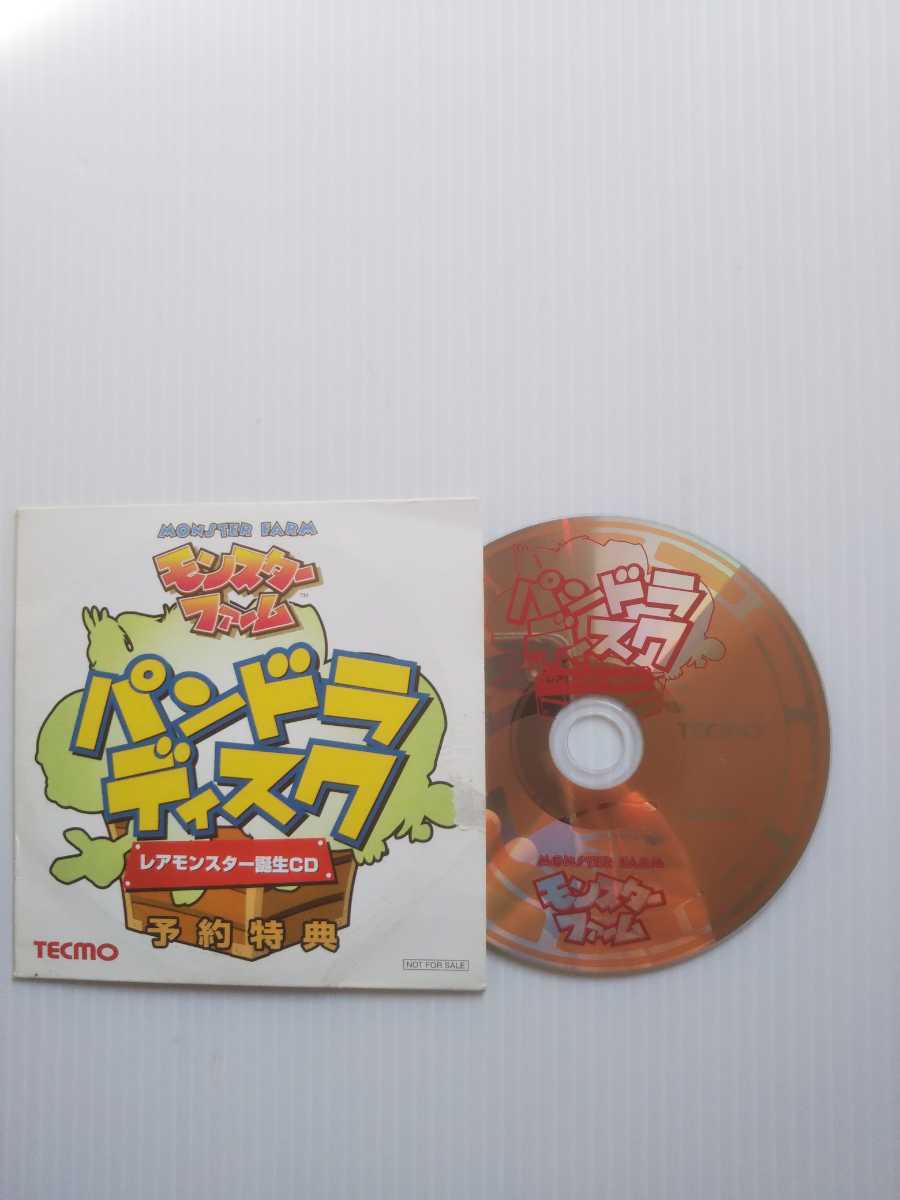 MONSTER FARM
モンスター
ファーム™
パンドラ
ディスク
レアモンスター誕生CD
予約特典
TECMO
NOT FOR SALE
パンドラ
ディスク
TECMO
MONSTER FARM
モンスター
ファーム